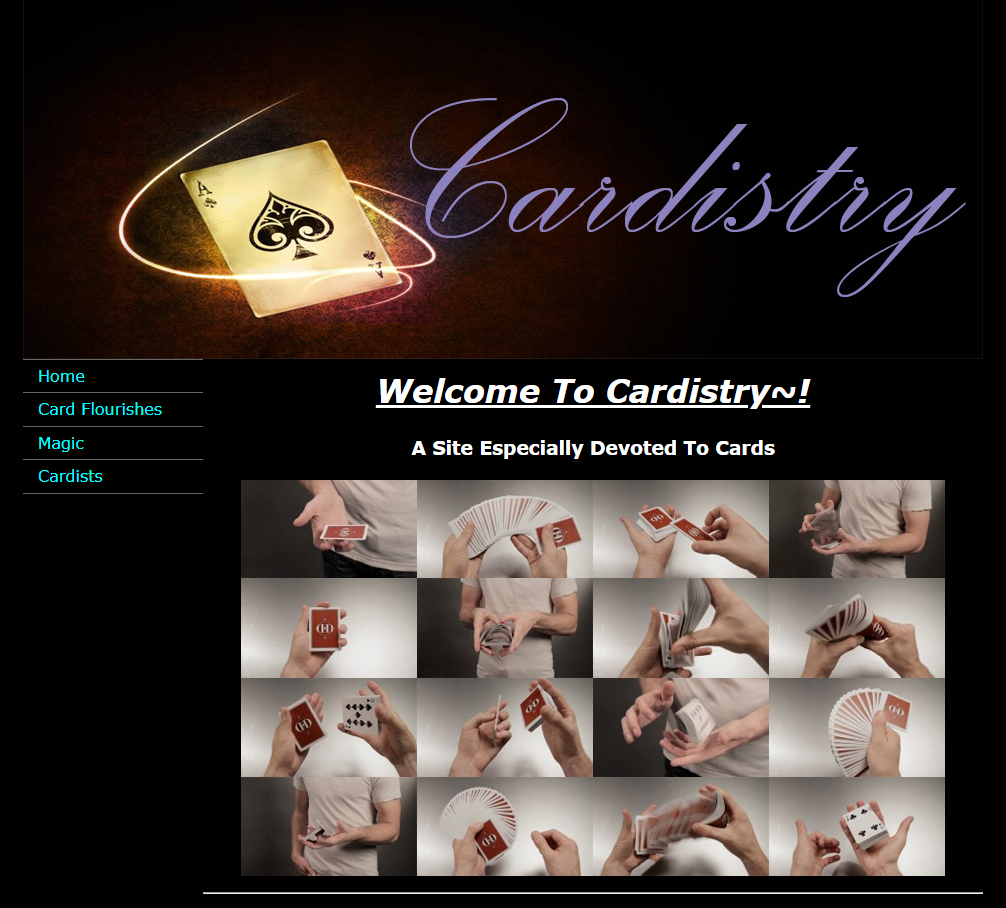 Cardistry
A
A
Home
Card Flourishes
Magic
Cardists
Welcome To Cardistry~!
A Site Especially Devoted To Cards